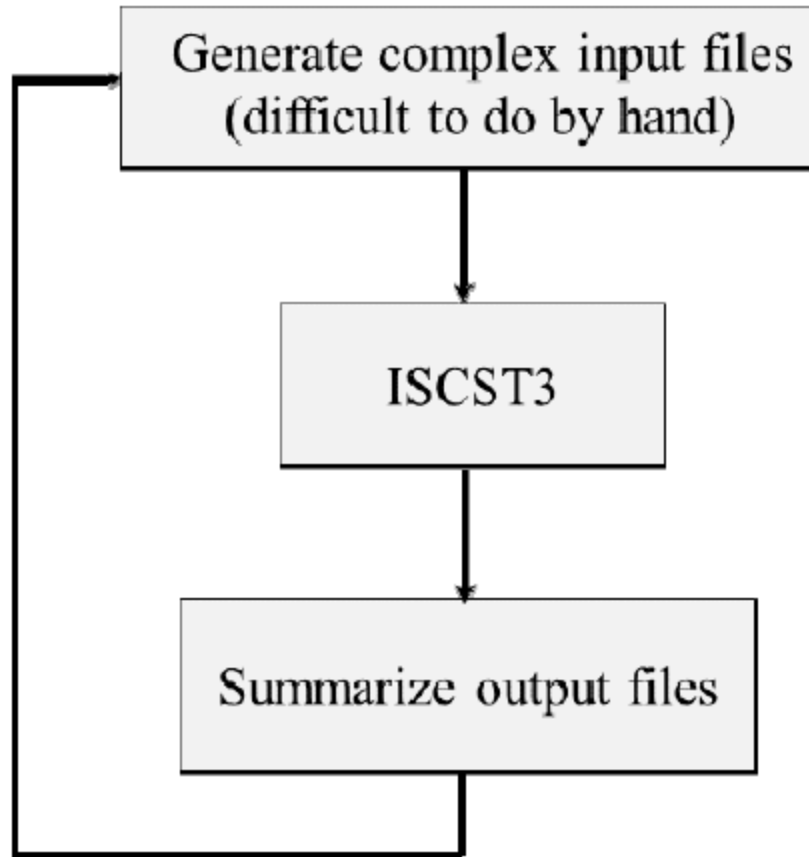 Generate complex input files
(difficult to do by hand)
ISCST3
Summarize output files